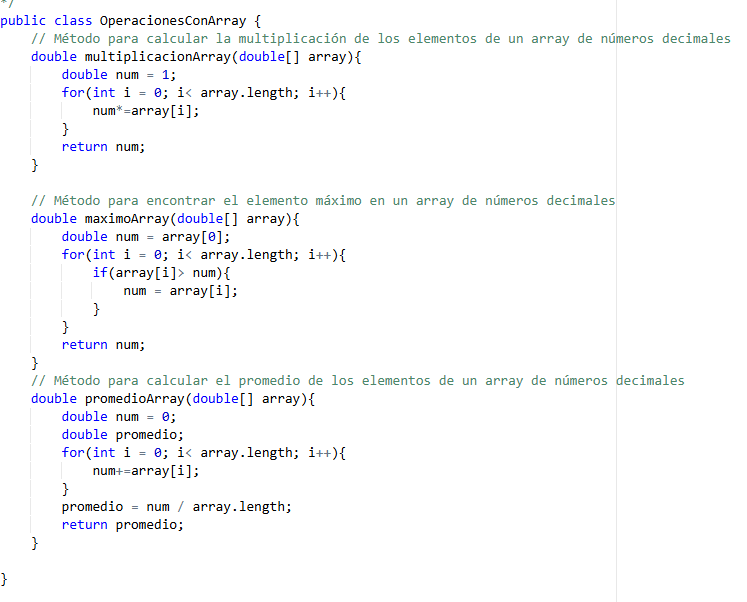 */
public class OperacionesConArray {
    // Método para calcular la multiplicación de los elementos de un array de números decimales
    double multiplicacionArray(double[] array){
        double num = 1;
        for(int i = 0; i< array.length; i++){
            num*=array[i];
        }
        return num;
    }

    // Método para encontrar el elemento máximo en un array de números decimales
    double maximoArray(double[] array){
        double num = array[0];
        for(int i = 0; i< array.length; i++){
            if(array[i]> num){
                num = array[i];
            }
        }
        return num;
    }
    // Método para calcular el promedio de los elementos de un array de números decimales
    double promedioArray(double[] array){
        double num = 0;
        double promedio;
        for(int i = 0; i< array.length; i++){
            num+=array[i];
        }
        promedio = num / array.length;
        return promedio;
    }

}